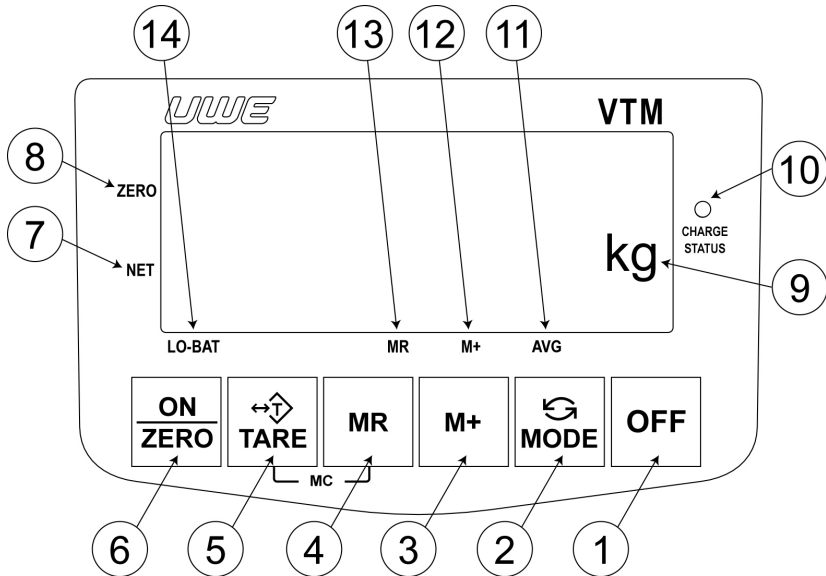 14 13 12 11
UWE VTM
8 ZERO 10
CHARGE
STATUS
7 NET kg 9
LO-BAT MR M+ AVG
ON
ZERO
T
TARE
MR
M+
MODE
OFF
MC
6 5 4 3 2 1